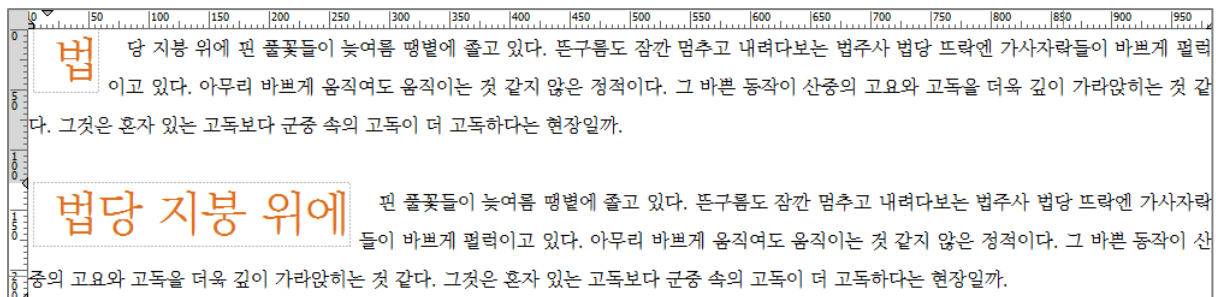 0 50 100 150 200 250 300 350 400 450 500 550 600 650 700 750 800 850 900 950
0
50
100
150
200
법 당 지붕 위에 핀 풀꽃들이 늦여름 땡볕에 졸고 있다. 뜬구름도 잠깐 멈추고 내려다보는 법주사 법당 뜨락엔 가사자락들이 바쁘게 펄럭
이고 있다. 아무리 바쁘게 움직여도 움직이는 것 같지 않은 정적이다. 그 바쁜 동작이 산중의 고요와 고독을 더욱 깊이 가라앉히는 것 같
다. 그것은 혼자 있는 고독보다 군중 속의 고독이 더 고독하다는 현장일까.
법당 지붕 위에 핀 풀꽃들이 늦여름 땡볕에 졸고 있다. 뜬구름도 잠깐 멈추고 내려다보는 법주사 법당 뜨락엔 가사자락
들이 바쁘게 펄럭이고 있다. 아무리 바쁘게 움직여도 움직이는 것 같지 않은 정적이다. 그 바쁜 동작이 산
중의 고요와 고독을 더욱 깊이 가라앉히는 것 같다. 그것은 혼자 있는 고독보다 군중 속의 고독이 더 고독하다는 현장일까.